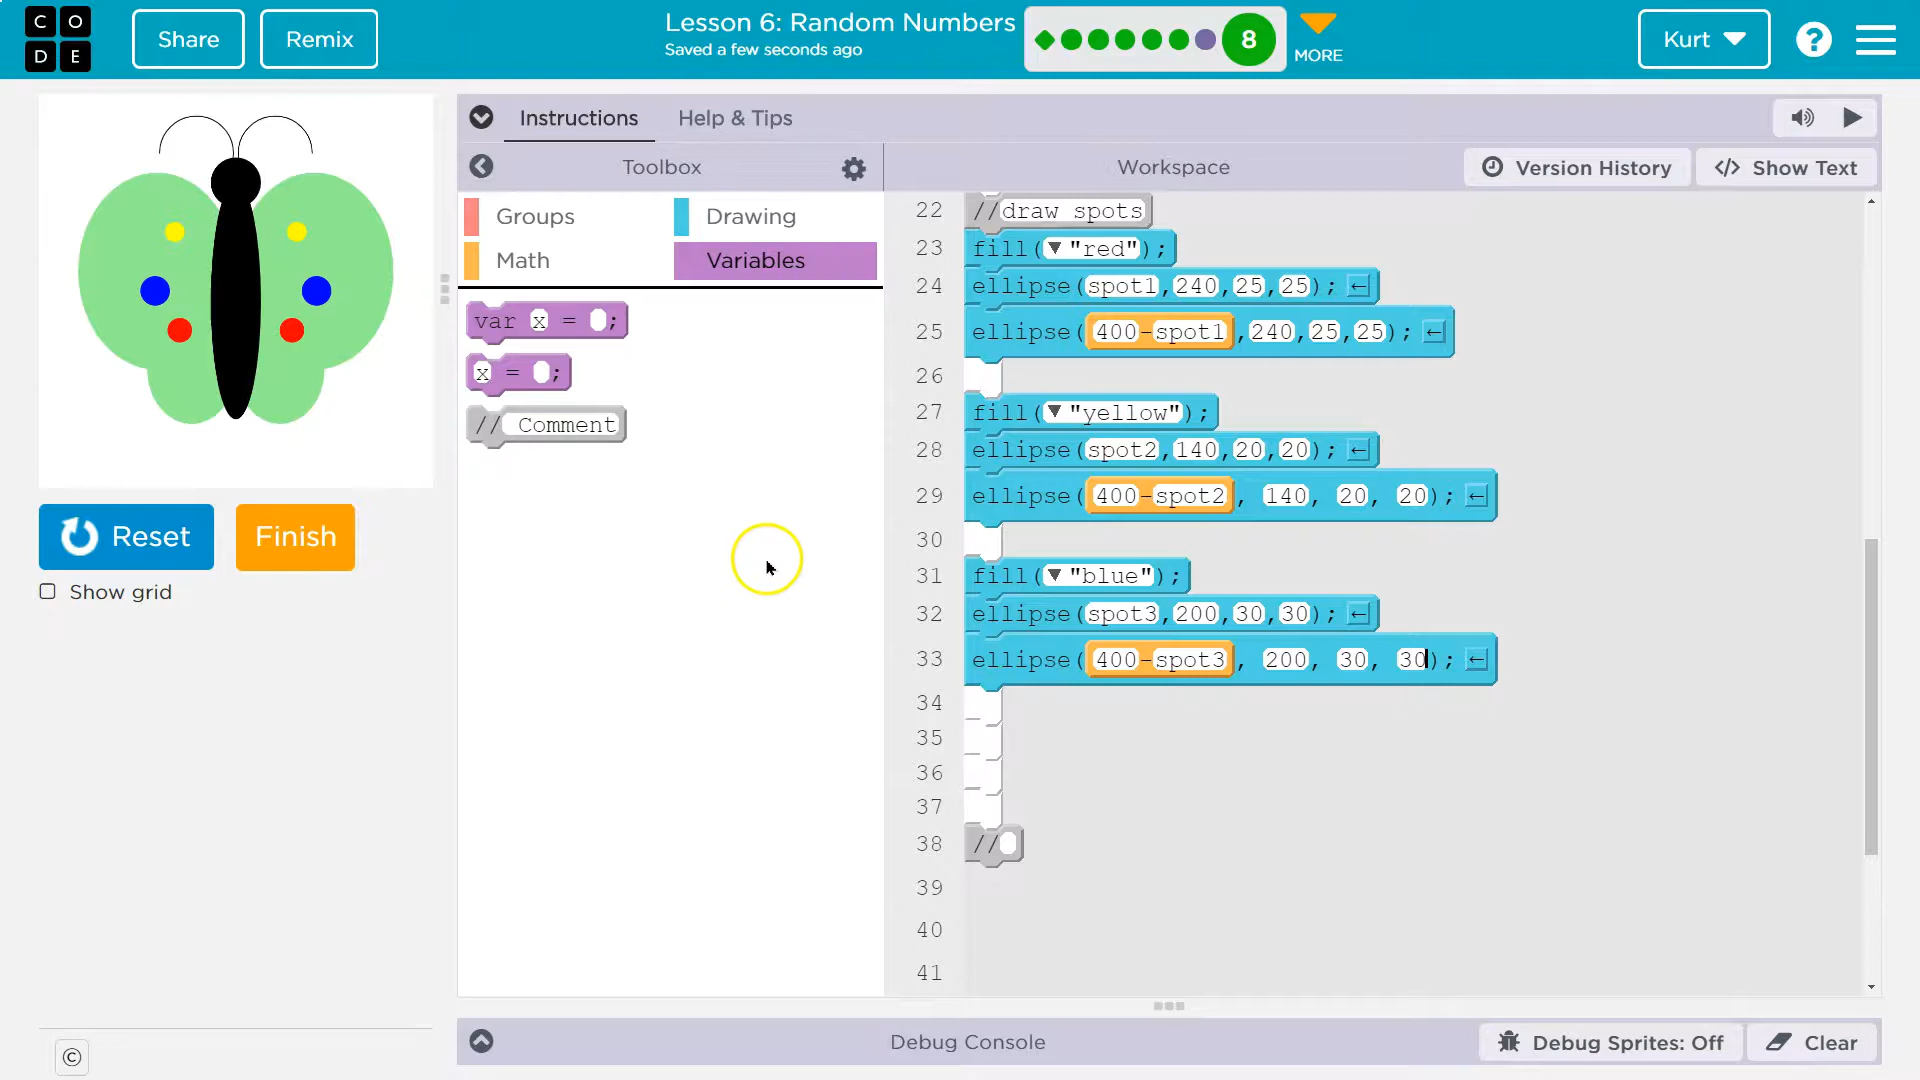 C O
D E
Share
Remix
Lesson 6: Random Numbers
Saved a few seconds ago
8
MORE
Kurt
?
Instructions
Help & Tips
Toolbox
Workspace
Version History
</> Show Text
Groups
Drawing
Math
Variables
var x = ;
x = ;
// Comment
Reset
Finish
Show grid
22 //draw spots
23 fill(▼"red");
24 ellipse(spot1,240,25,25); ←
25 ellipse(400-spot1,240,25,25); ←
26
27 fill(▼"yellow");
28 ellipse(spot2,140,20,20); ←
29 ellipse(400-spot2, 140, 20, 20); ←
30
31 fill(▼"blue");
32 ellipse(spot3,200,30,30); ←
33 ellipse(400-spot3, 200, 30, 30); ←
34
35
36
37
38 //
39
40
41
Debug Console
Debug Sprites: Off
Clear
©